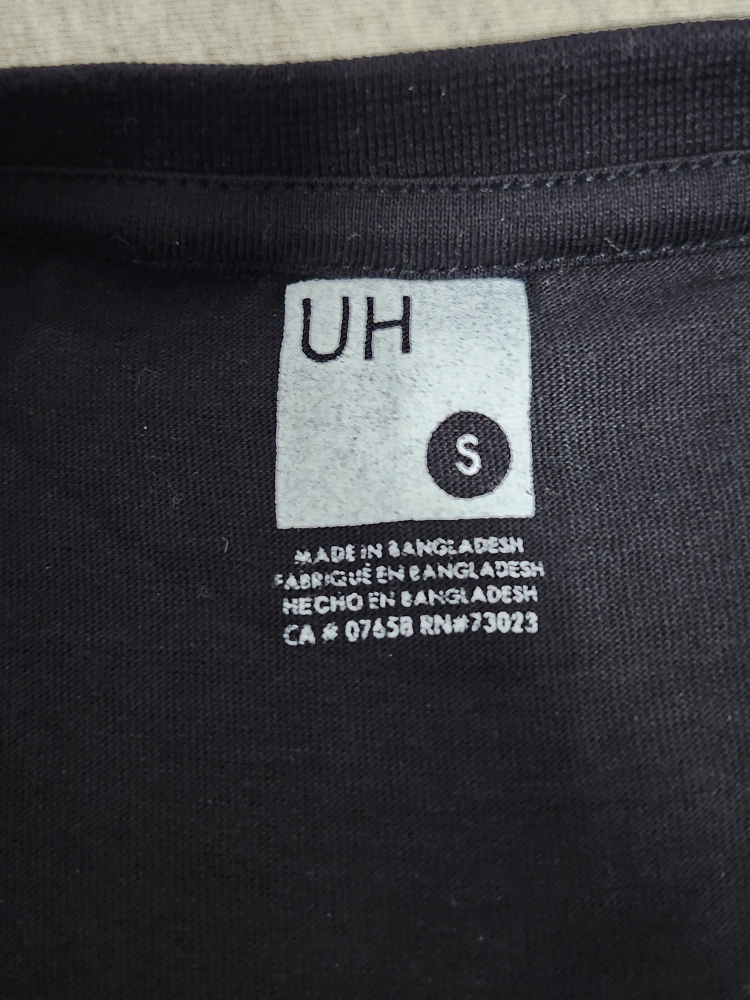 UH
S
MADE IN BANGLADESH
FABRIQUÉ EN BANGLADESH
HECHO EN BANGLADESH
CA # 07658 RN#73023